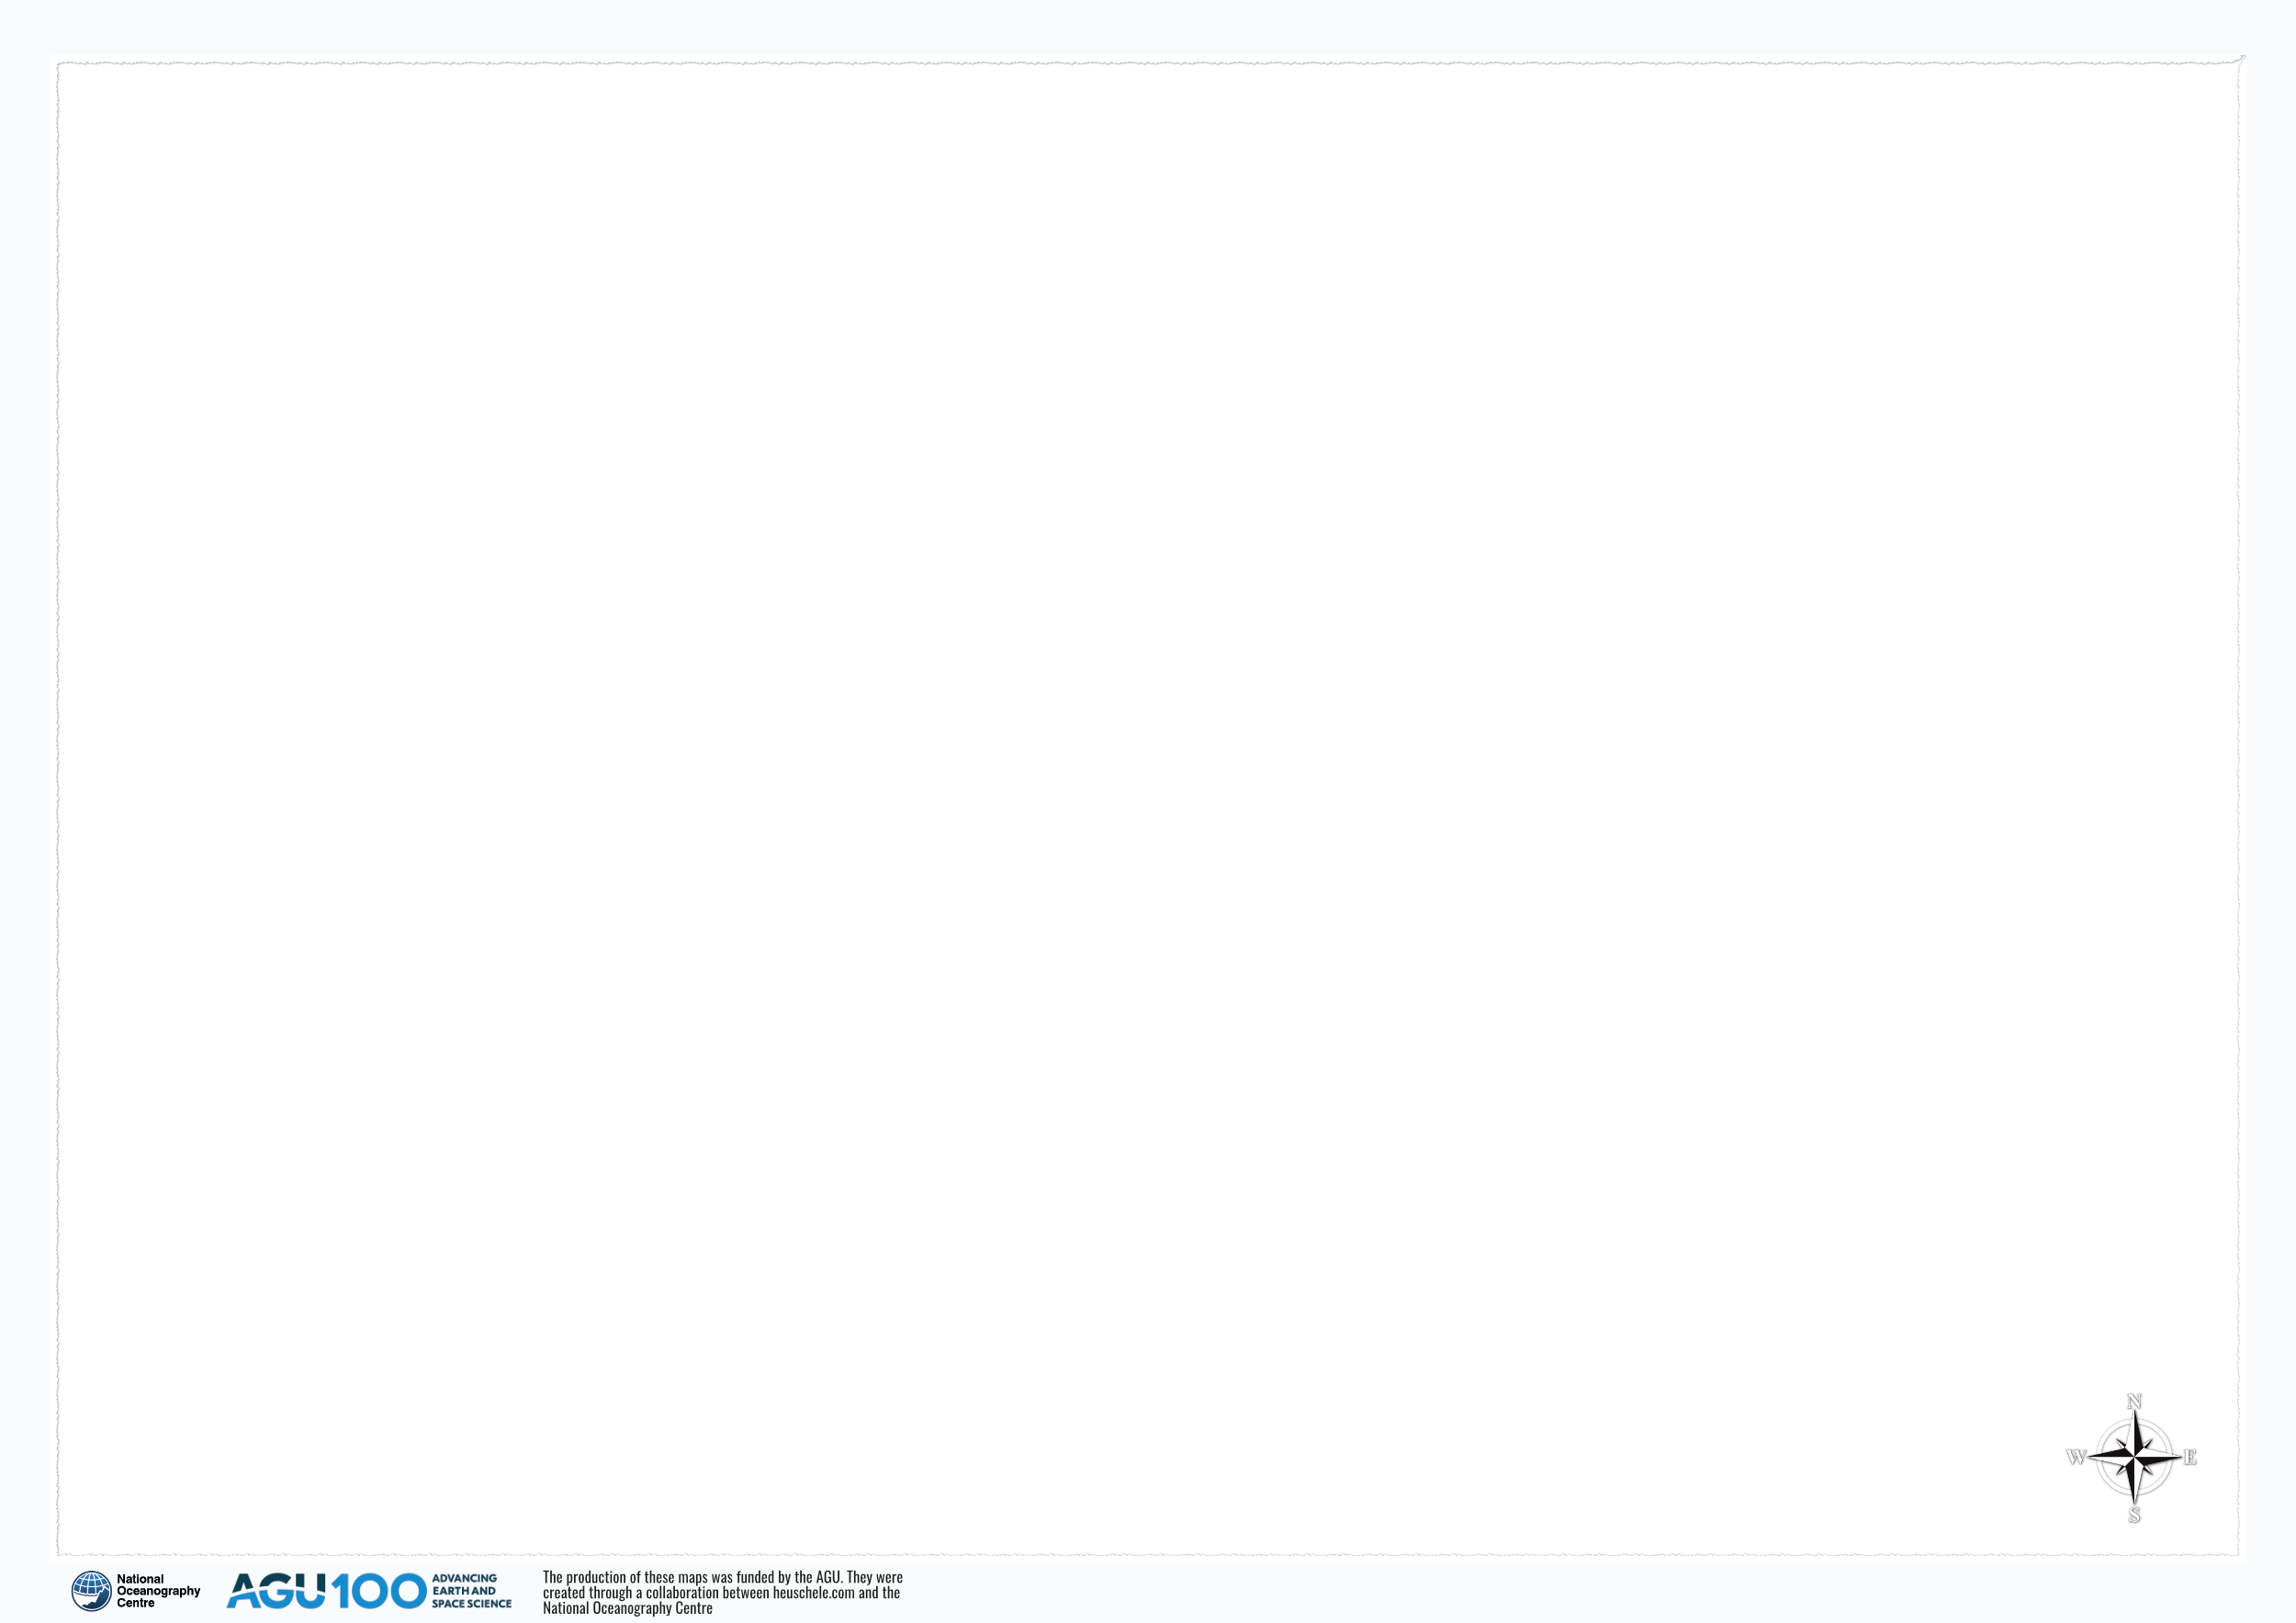 N
W E
S
National
Oceanography
Centre
AGU100
ADVANCING
EARTH AND
SPACE SCIENCE
The production of these maps was funded by the AGU. They were
created through a collaboration between heuschele.com and the
National Oceanography Centre